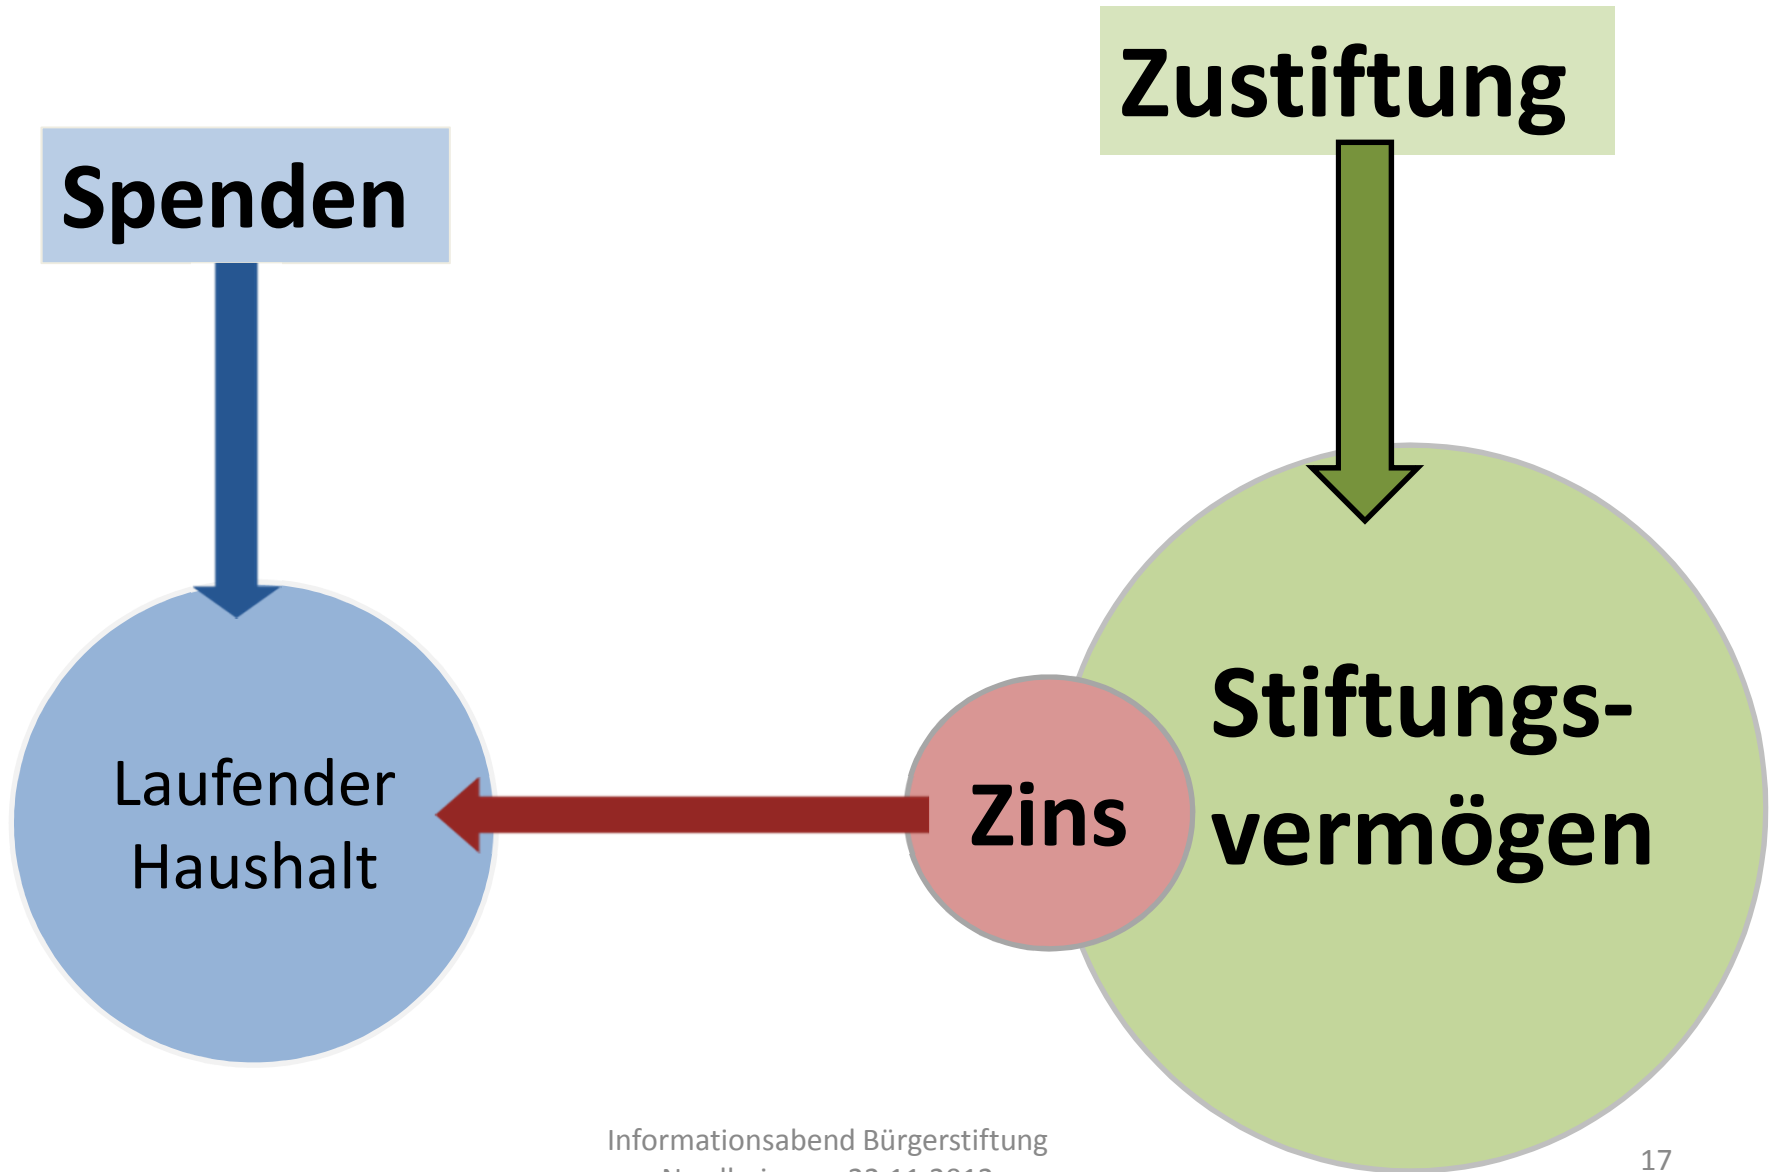 Zustiftung
Spenden
Stiftungs-
vermögen
Zins
Laufender
Haushalt
Informationsabend Bürgerstiftung
17